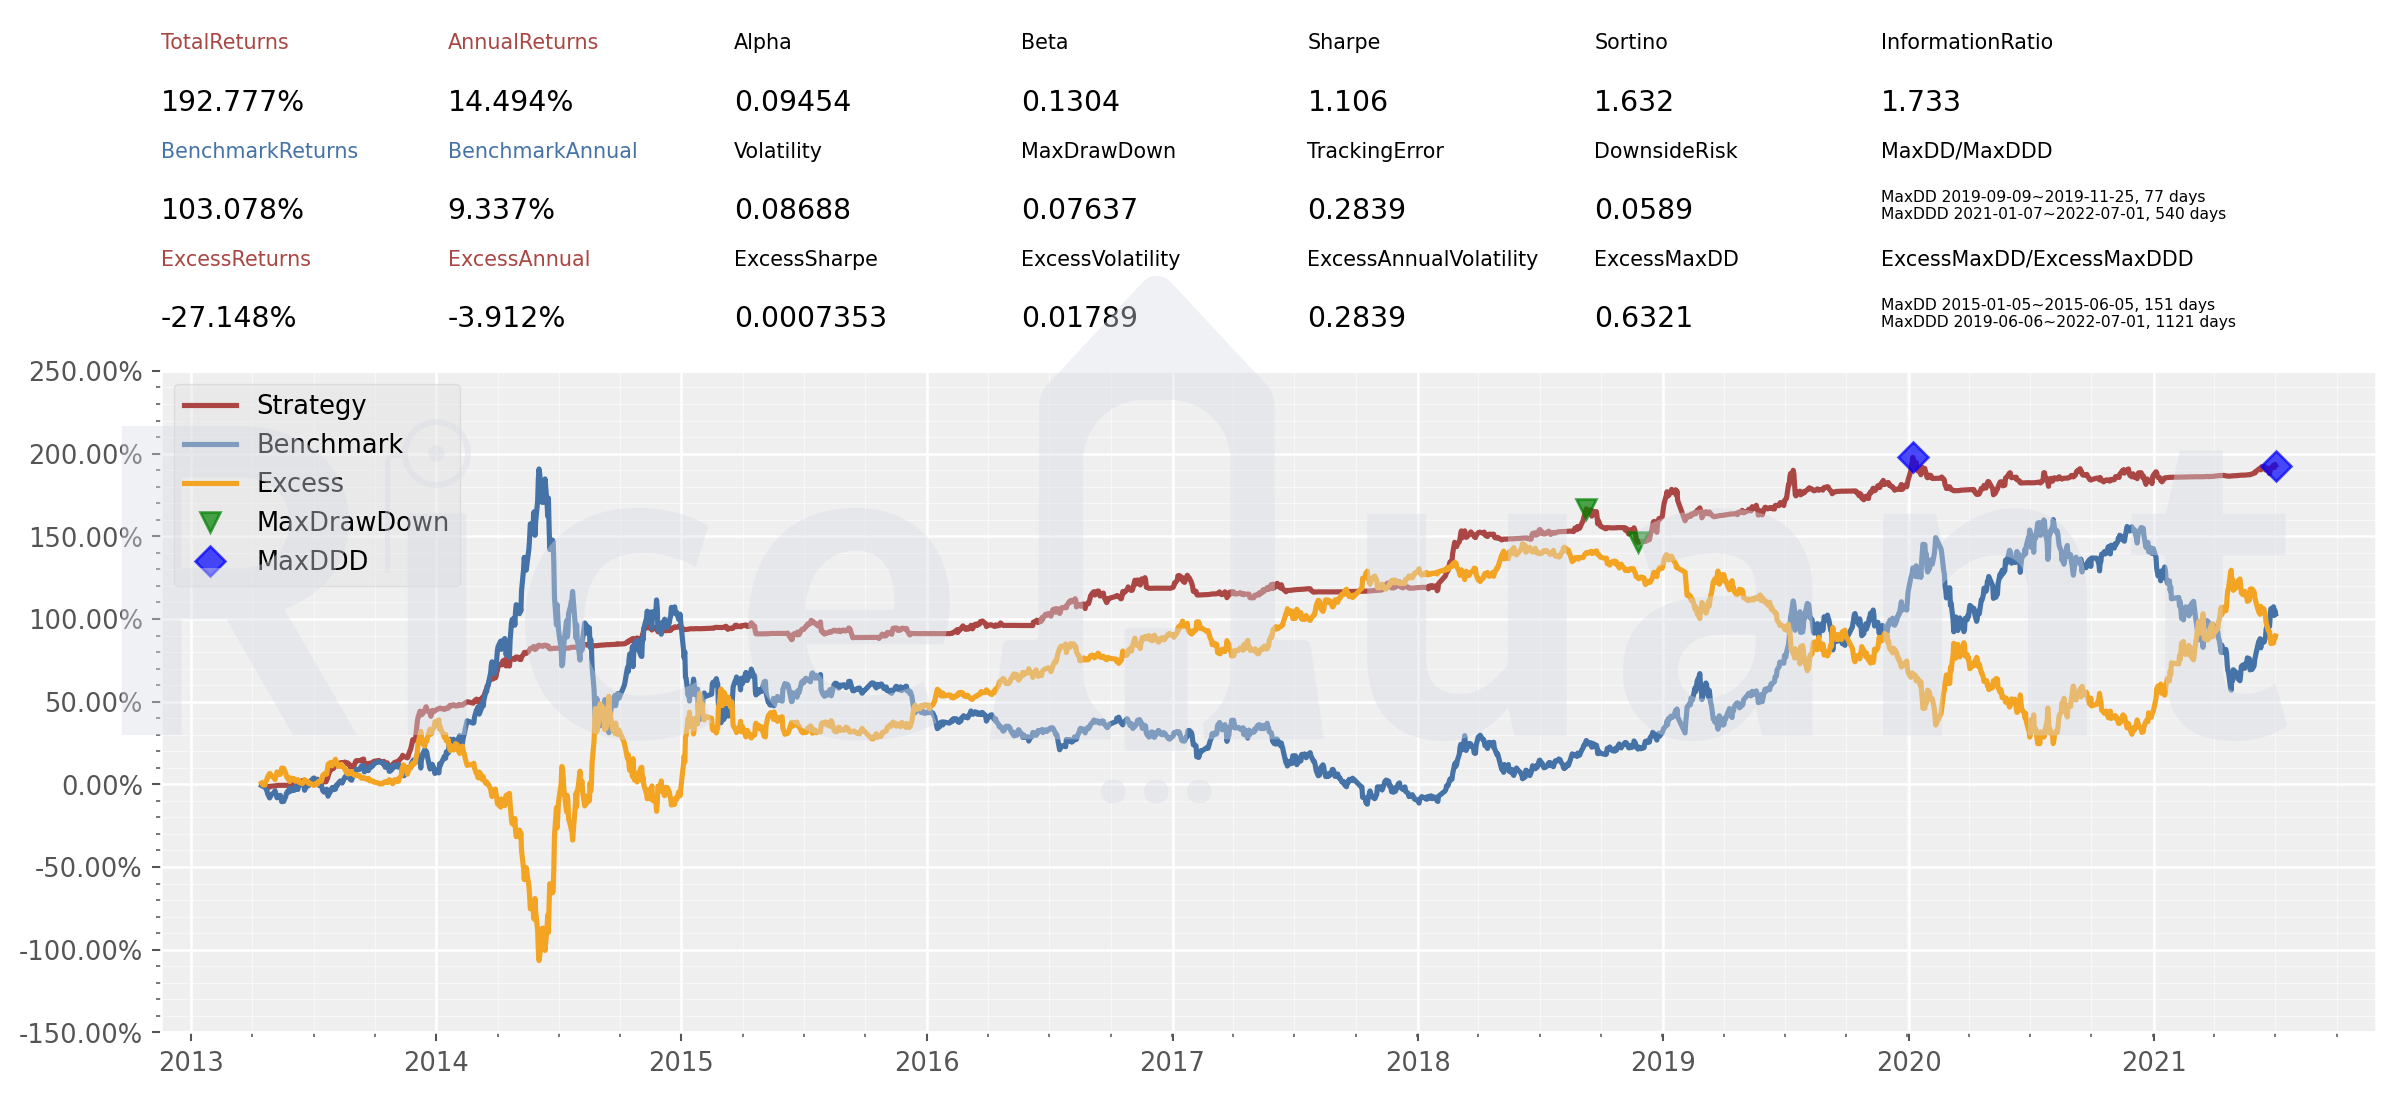 TotalReturns AnnualReturns Alpha Beta Sharpe Sortino InformationRatio
192.777% 14.494% 0.09454 0.1304 1.106 1.632 1.733
BenchmarkReturns BenchmarkAnnual Volatility MaxDrawDown TrackingError DownsideRisk MaxDD/MaxDDD
103.078% 9.337% 0.08688 0.07637 0.2839 0.0589 MaxDD 2019-09-09~2019-11-25, 77 days
MaxDDD 2021-01-07~2022-07-01, 540 days
ExcessReturns ExcessAnnual ExcessSharpe ExcessVolatility ExcessAnnualVolatility ExcessMaxDD ExcessMaxDD/ExcessMaxDDD
-27.148% -3.912% 0.0007353 0.01789 0.2839 0.6321 MaxDD 2015-01-05~2015-06-05, 151 days
MaxDDD 2019-06-06~2022-07-01, 1121 days
250.00%
200.00%
150.00%
100.00%
50.00%
0.00%
-50.00%
-100.00%
-150.00%
Strategy
Benchmark
Excess
MaxDrawDown
MaxDDD
RiceQuant
2013 2014 2015 2016 2017 2018 2019 2020 2021